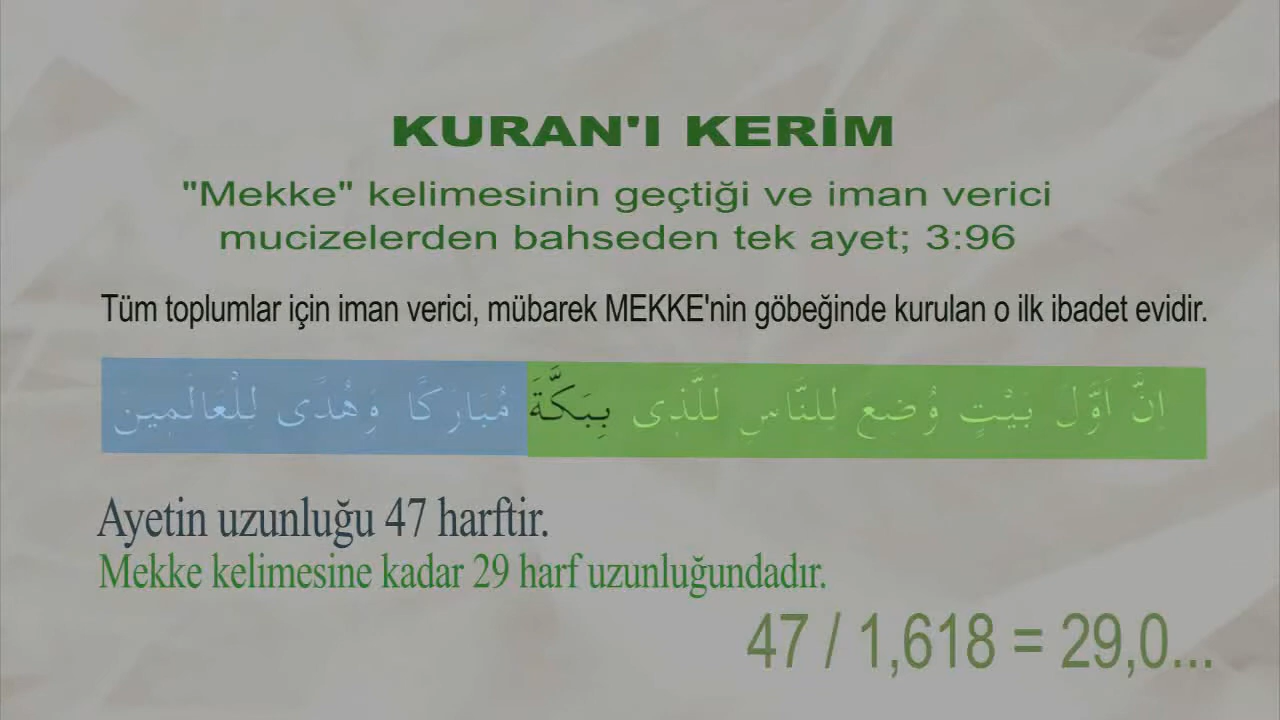 KURAN'I KERİM
"Mekke" kelimesinin geçtiği ve iman verici
mucizelerden bahseden tek ayet; 3:96
Tüm toplumlar için iman verici, mübarek MEKKE'nin göbeğinde kurulan o ilk ibadet evidir.
اِنَّ اَوَّلَ بَيْتٍ وُضِعَ لِلنَّاسِ لَلَّذِى بِبَكَّةَ مُبَارَكًا وَهُدًى لِلْعَالَمِينَ
Ayetin uzunluğu 47 harftir.
Mekke kelimesine kadar 29 harf uzunluğundadır.
47 / 1,618 = 29,0...